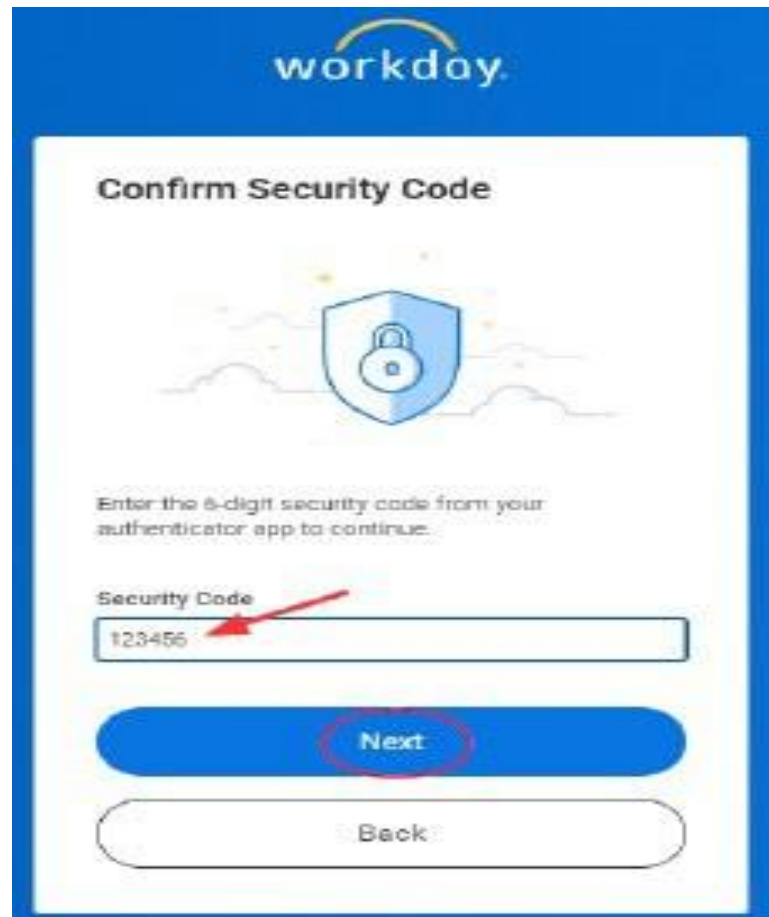 workday.
Confirm Security Code
Enter the 6-digit security code from your
authenticator app to continue.
Security Code
123456
Next
Back